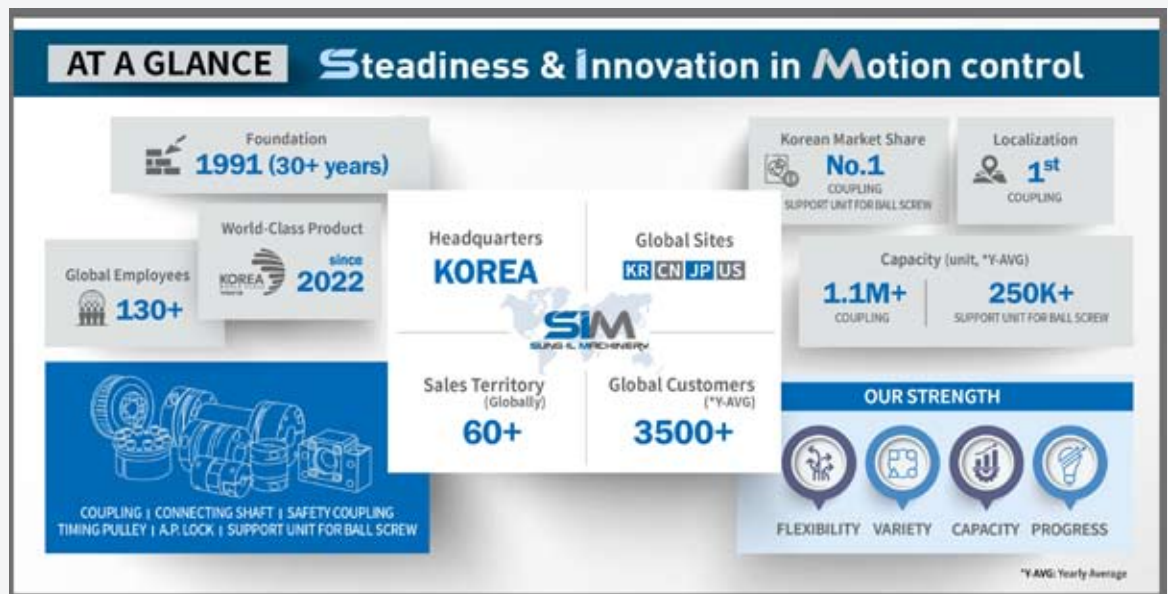 AT A GLANCE
Steadiness & Innovation in Motion control
Foundation
1991 (30+ years)
World-Class Product
KOREA
since
2022
Global Employees
130+
Headquarters
KOREA
Global Sites
KR CN JP US
SIM
SUNG-IL MACHINERY
Sales Territory
(Globally)
60+
Global Customers
(*Y-AVG)
3500+
Korean Market Share
No.1
COUPLING
SUPPORT UNIT FOR BALL SCREW
Localization
1st
COUPLING
Capacity (unit, *Y-AVG)
1.1M+
COUPLING
250K+
SUPPORT UNIT FOR BALL SCREW
COUPLING | CONNECTING SHAFT | SAFETY COUPLING
TIMING PULLEY | A.P. LOCK | SUPPORT UNIT FOR BALL SCREW
OUR STRENGTH
FLEXIBILITY
VARIETY
CAPACITY
PROGRESS
*Y-AVG: Yearly Average